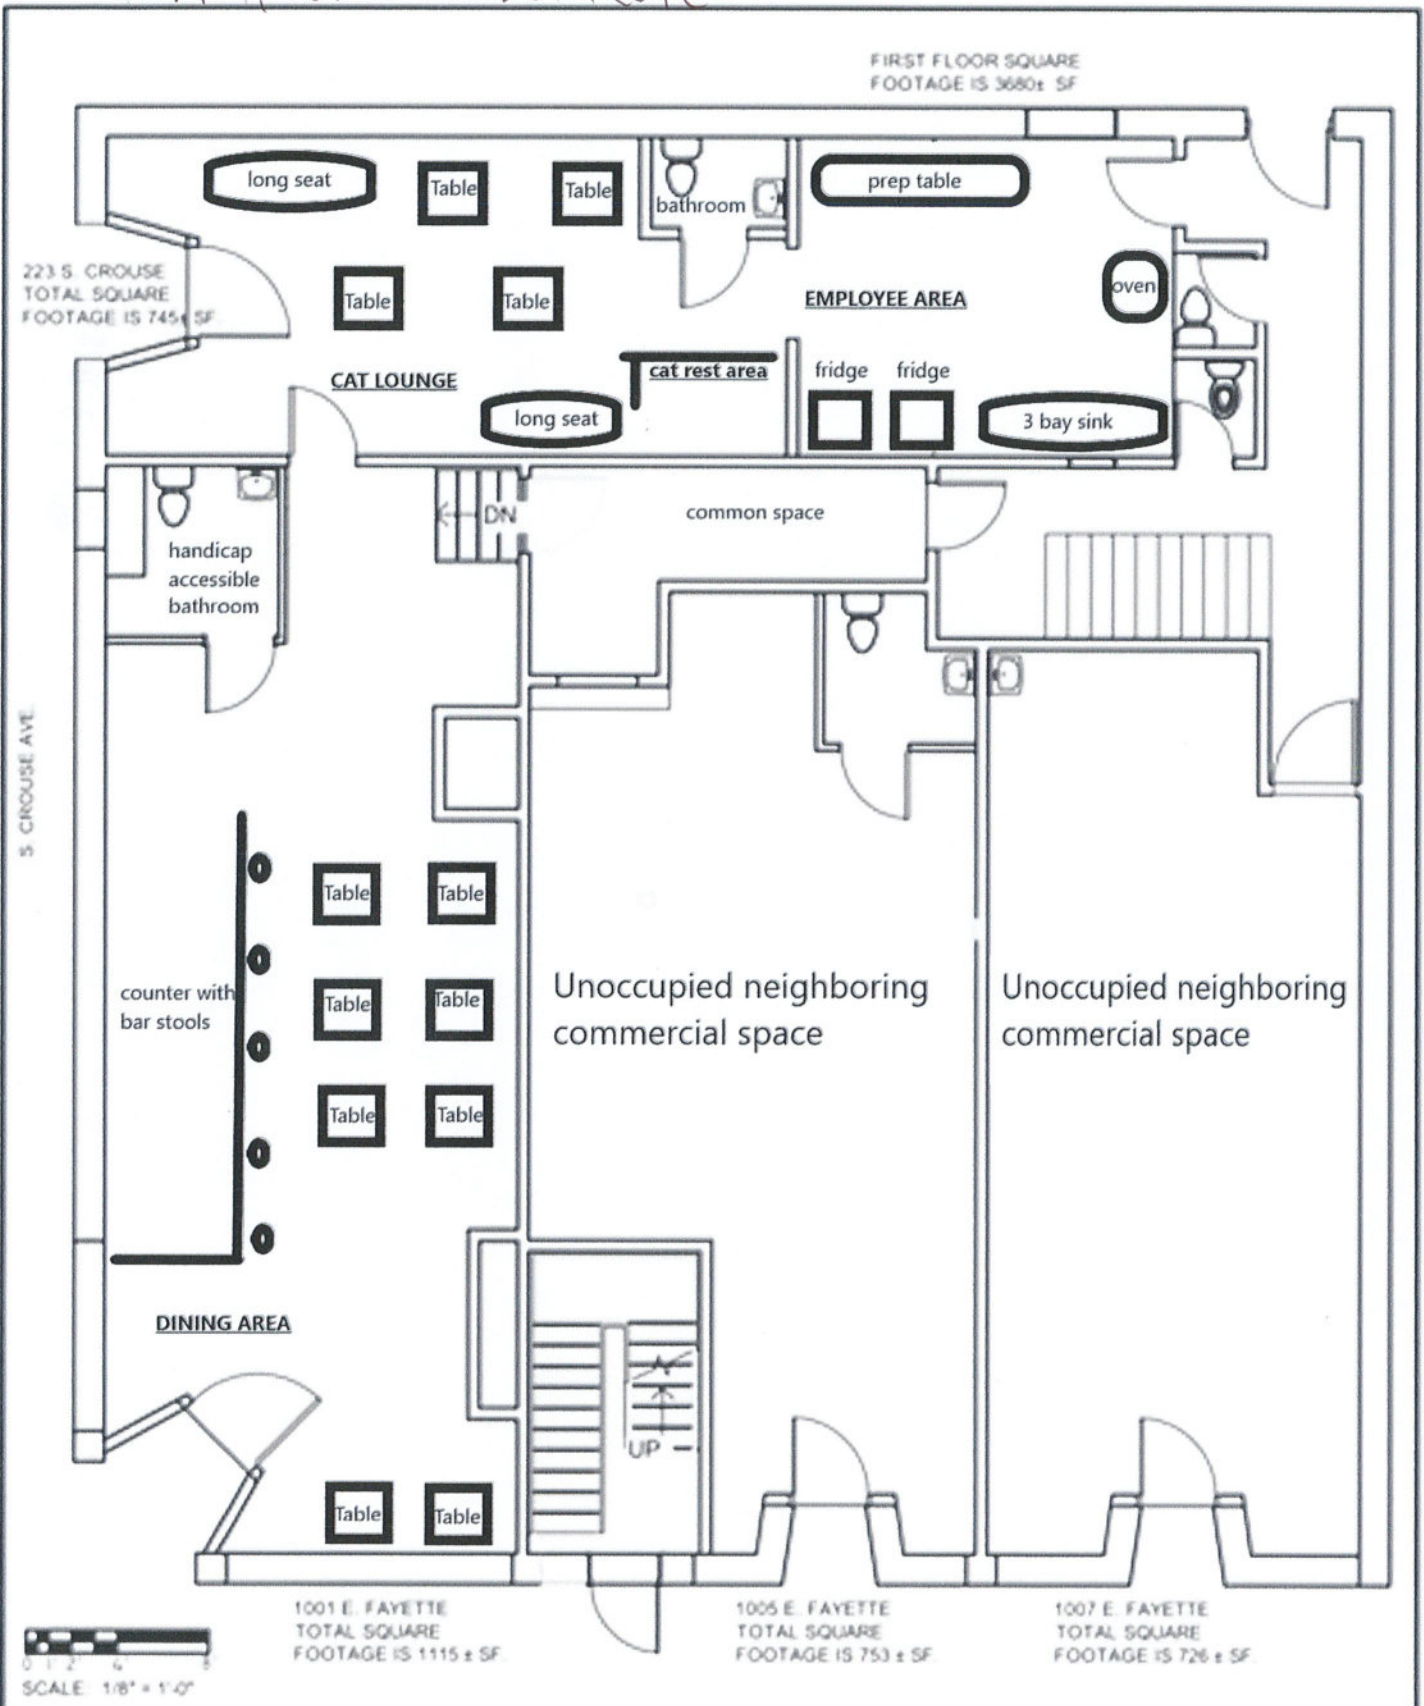 FIRST FLOOR SQUARE
FOOTAGE IS 3680± SF
long seat
Table
Table
bathroom
prep table
223 S. CROUSE
TOTAL SQUARE
FOOTAGE IS 745± SF.
Table
Table
EMPLOYEE AREA
oven
CAT LOUNGE
cat rest area
fridge
fridge
long seat
3 bay sink
DN
common space
handicap
accessible
bathroom
S. CROUSE AVE.
Table
Table
counter with
bar stools
Table
Table
Unoccupied neighboring
commercial space
Unoccupied neighboring
commercial space
Table
Table
DINING AREA
UP
Table
Table
1001 E. FAYETTE
TOTAL SQUARE
FOOTAGE IS 1115 ± SF.
1005 E. FAYETTE
TOTAL SQUARE
FOOTAGE IS 753 ± SF.
1007 E. FAYETTE
TOTAL SQUARE
FOOTAGE IS 726 ± SF.
0 1 2 4 8
SCALE: 1/8" = 1'-0"